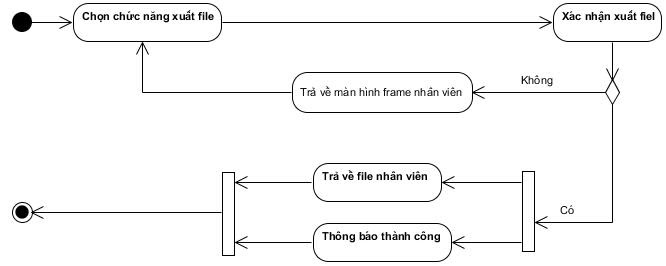 Chọn chức năng xuất file
Xác nhận xuất fiel
Không
Trả về màn hình frame nhân viên
Trả về file nhân viên
Có
Thông báo thành công